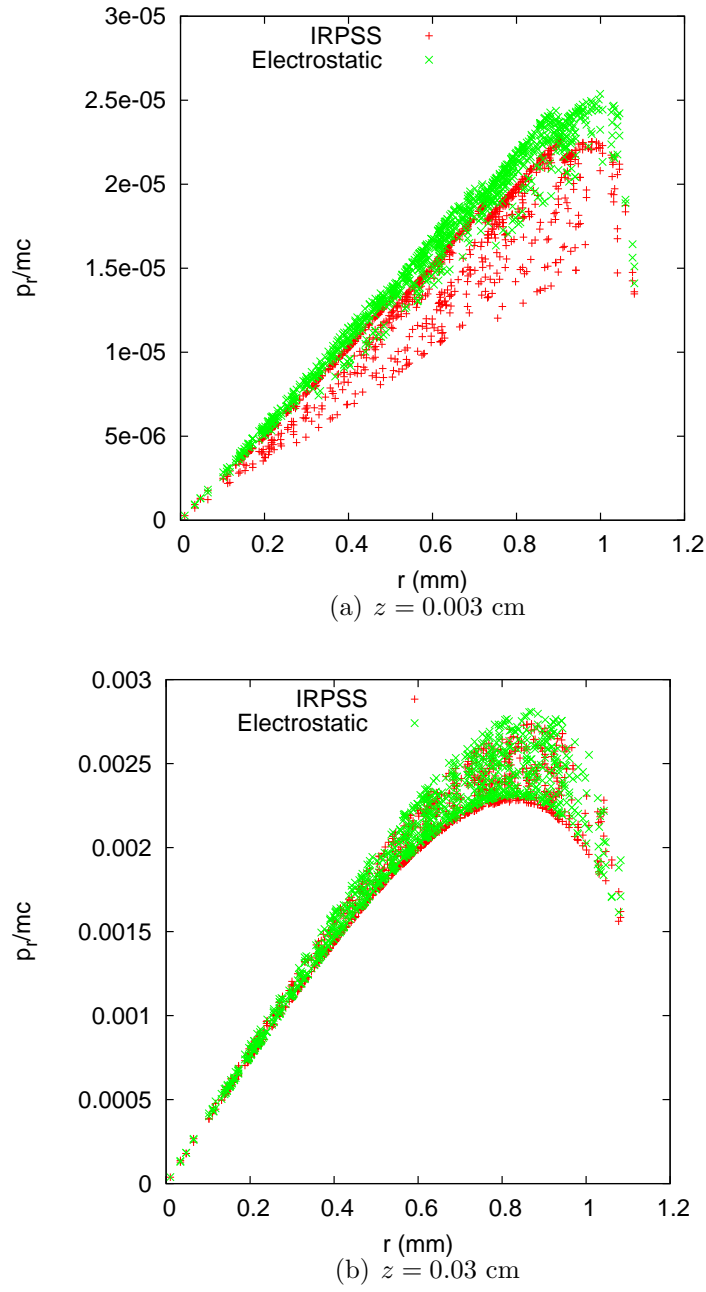 3e-05
2.5e-05
2e-05
1.5e-05
1e-05
5e-06
0
p_r/mc
IRPSS
Electrostatic
0 0.2 0.4 0.6 0.8 1 1.2
r (mm)
(a) z = 0.003 cm
0.003
0.0025
0.002
0.0015
0.001
0.0005
0
p_r/mc
IRPSS
Electrostatic
0 0.2 0.4 0.6 0.8 1 1.2
r (mm)
(b) z = 0.03 cm